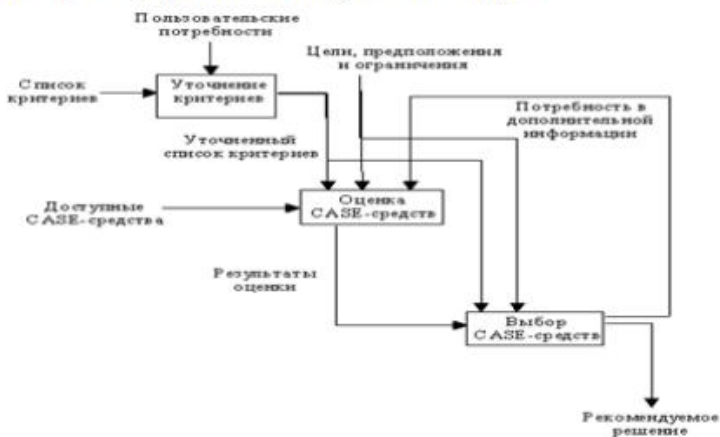 Пользовательские
потребности
Цели, предположения
и ограничения
Список
критериев
Уточнение
критериев
Потребность в
дополнительной
информации
Уточненный
список критериев
Доступные
CASE-средства
Оценка
CASE-средств
Результаты
оценки
Выбор
CASE-средств
Рекомендуемое
решение